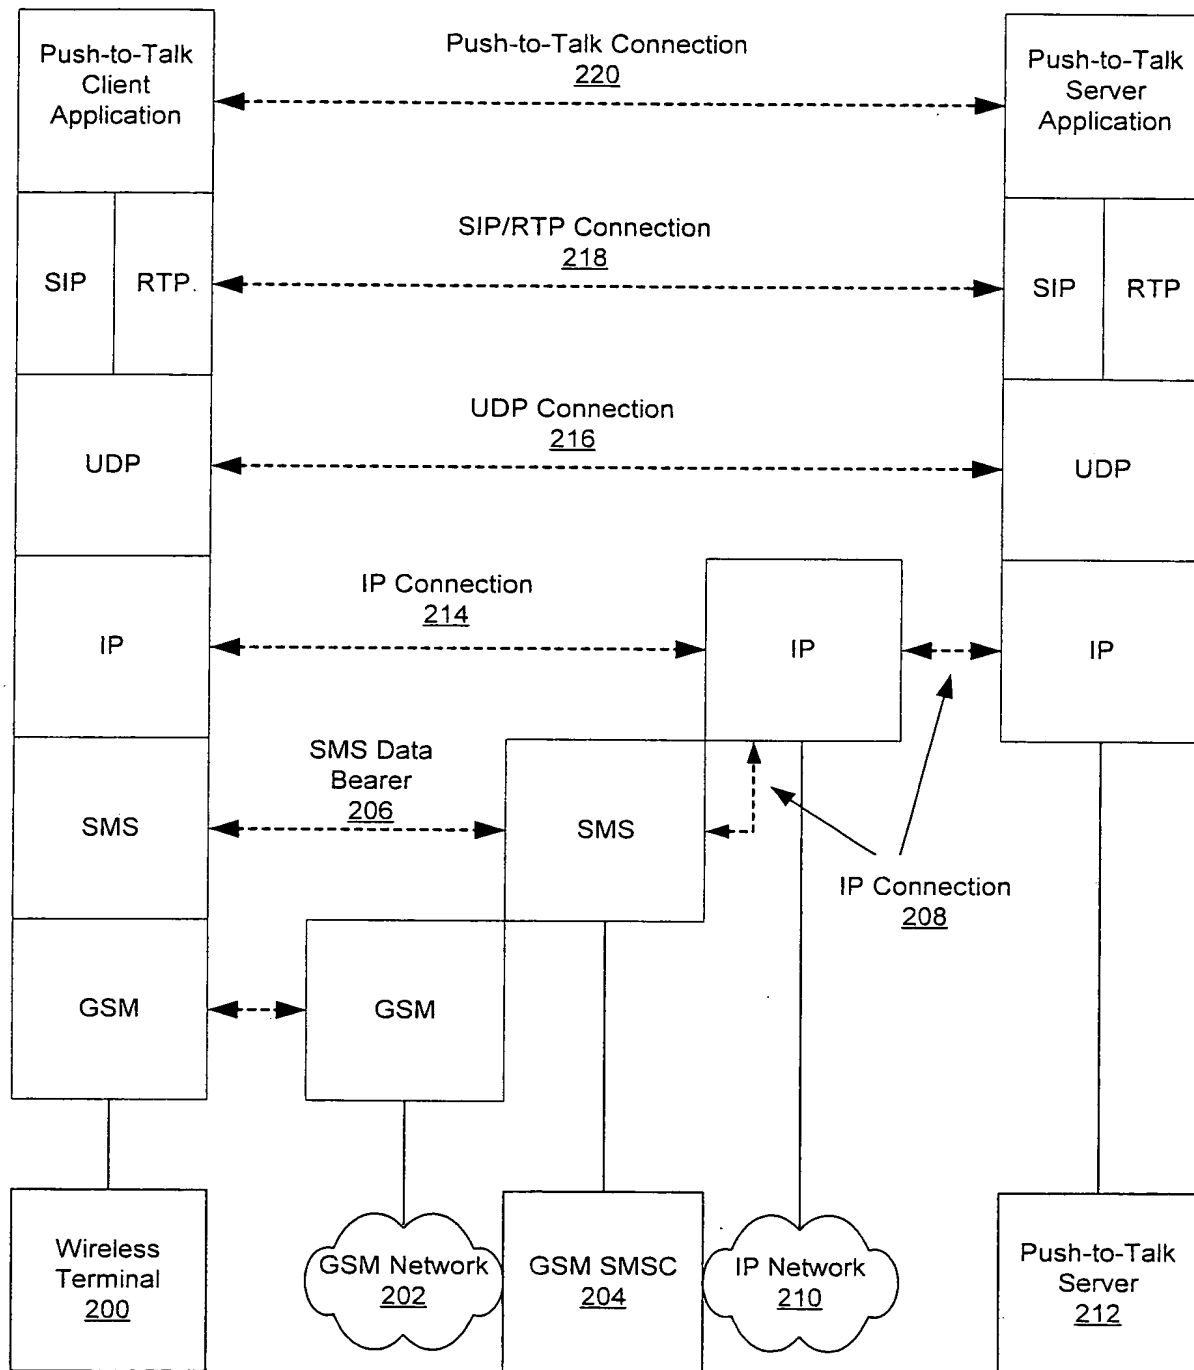 Push-to-Talk
Client
Application
Push-to-Talk Connection
220
Push-to-Talk
Server
Application
SIP
RTP
SIP/RTP Connection
218
SIP
RTP
UDP
UDP Connection
216
UDP
IP
IP Connection
214
IP
IP
SMS
SMS Data
Bearer
206
SMS
IP Connection
208
GSM
GSM
Wireless
Terminal
200
GSM Network
202
GSM SMSC
204
IP Network
210
Push-to-Talk
Server
212